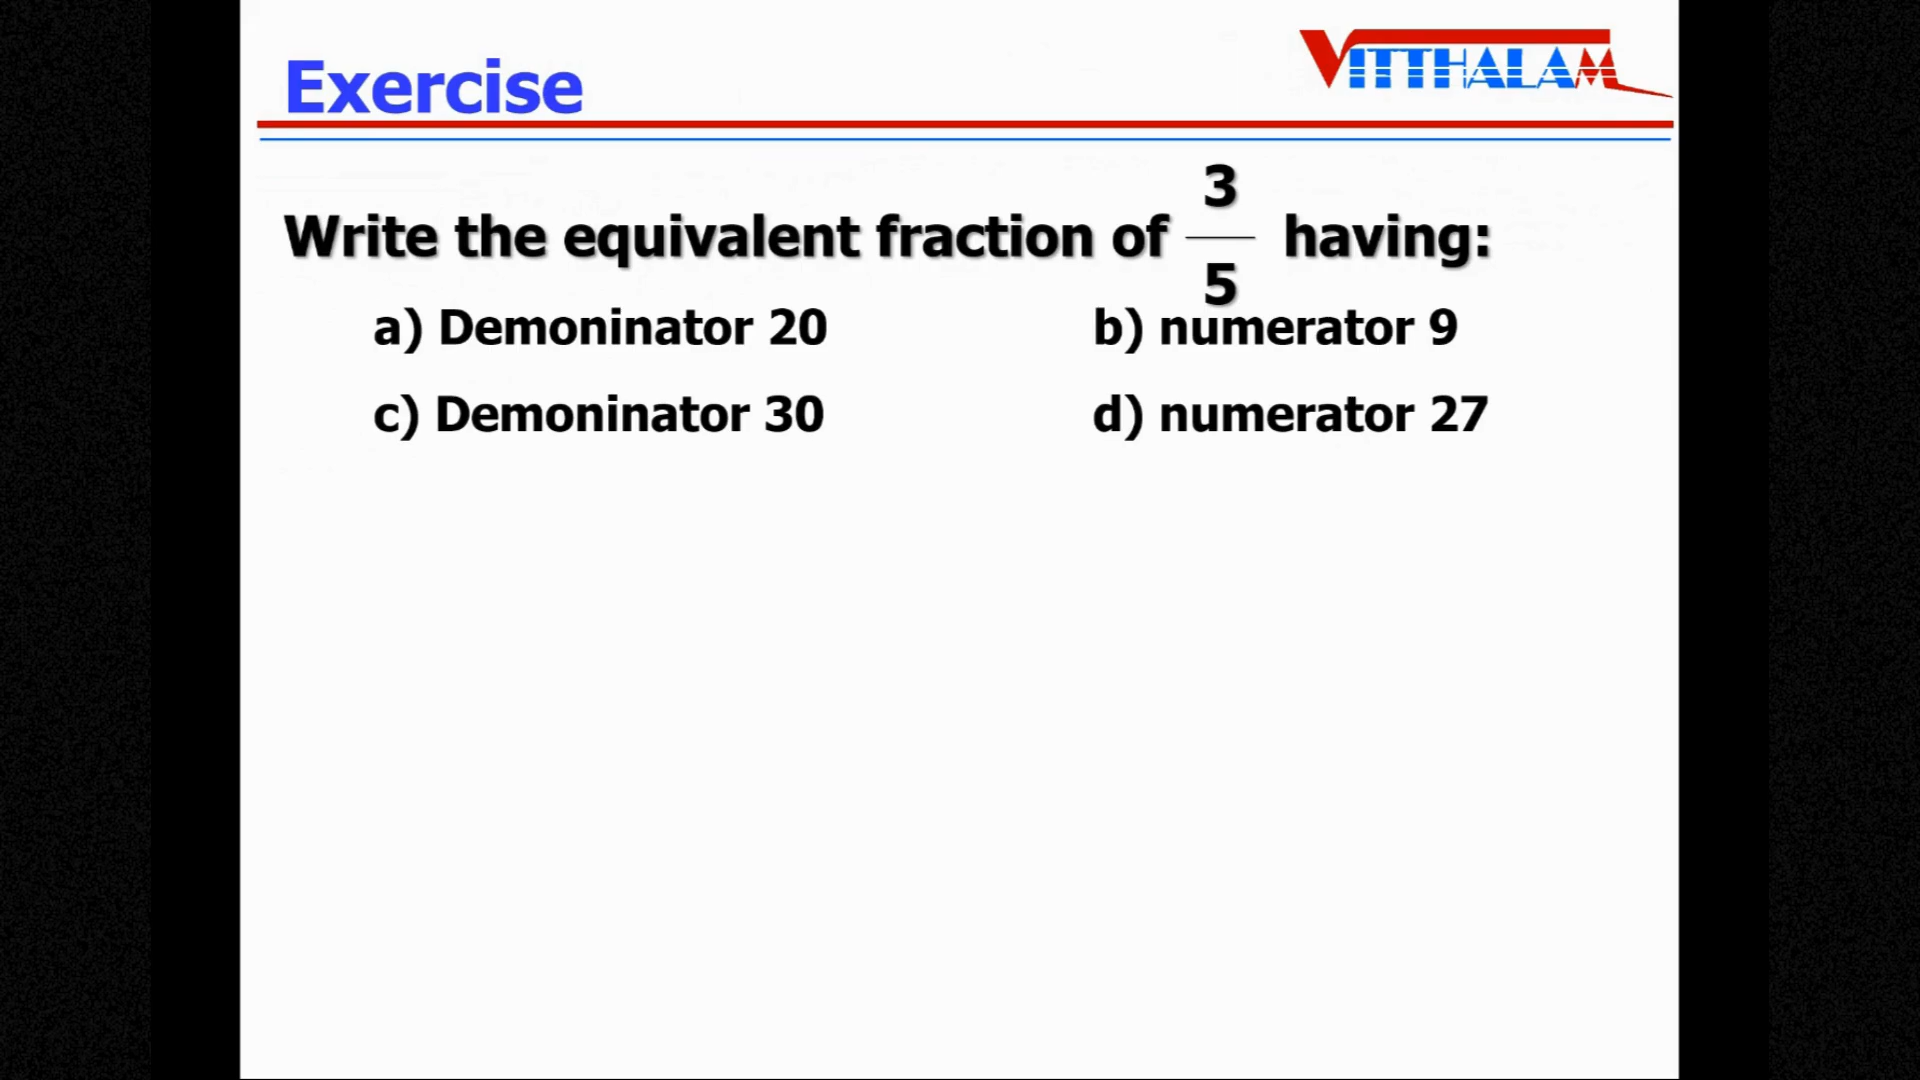 Exercise
VITTHALAM
Write the equivalent fraction of 3/5 having:
a) Demoninator 20
b) numerator 9
c) Demoninator 30
d) numerator 27